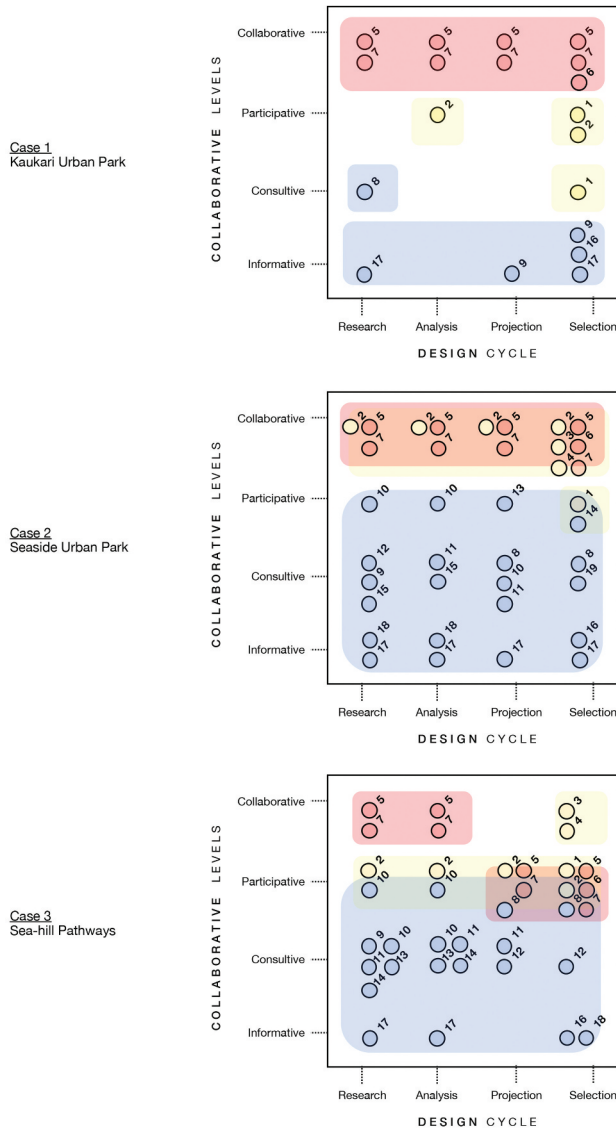 Case 1
Kaukari Urban Park
COLLABORATIVE LEVELS
Collaborative
5 5 5 5
7 7 7 7
6
Participative
2 1
2
Consultive
8 1
Informative
9
16
17 9 17
Research Analysis Projection Selection
DESIGN CYCLE
Case 2
Seaside Urban Park
COLLABORATIVE LEVELS
Collaborative
2 5 2 5 2 5 2 5
7 7 7 3 6
4 7
Participative
10 10 13 1
14
Consultive
12 11 8 8
9 15 10 19
15 11
Informative
18 18 16
17 17 17 17
Research Analysis Projection Selection
DESIGN CYCLE
Case 3
Sea-hill Pathways
COLLABORATIVE LEVELS
Collaborative
5 5 3
7 7 4
Participative
2 2 2 5 1 5
10 10 7 2 6
8 8 7
Consultive
9 10 10 11 11
11 13 13 14 12 12
14
Informative
17 17 16 18
Research Analysis Projection Selection
DESIGN CYCLE